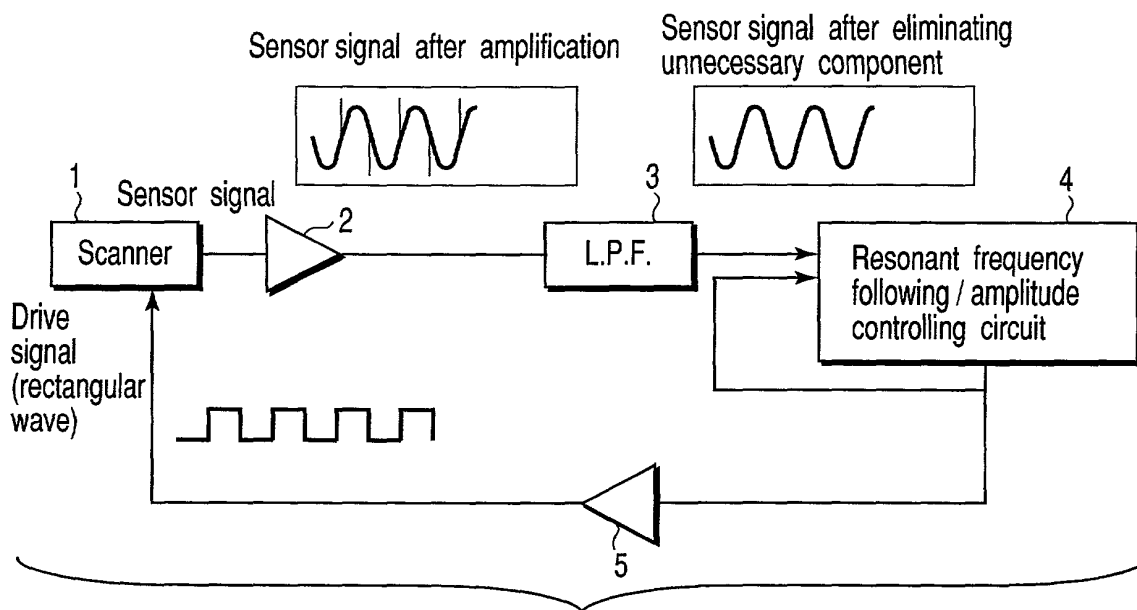 Sensor signal after amplification
Sensor signal after eliminating
unnecessary component
1
Sensor signal
2
3
4
Scanner
L.P.F.
Resonant frequency
following / amplitude
controlling circuit
Drive
signal
(rectangular
wave)
5